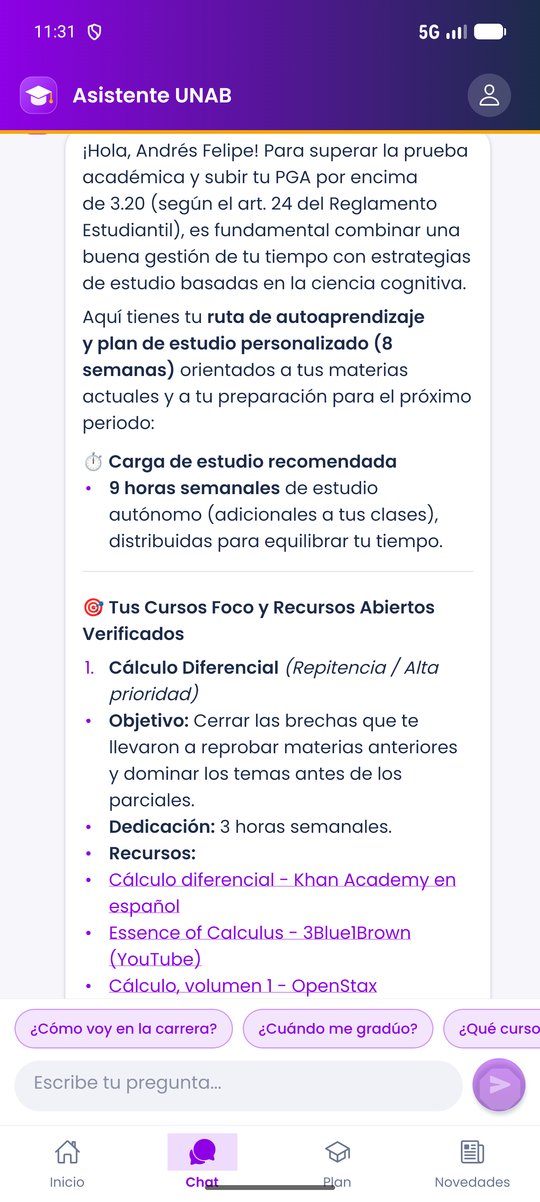 11:31
5G
Asistente UNAB
¡Hola, Andrés Felipe! Para superar la prueba
académica y subir tu PGA por encima
de 3.20 (según el art. 24 del Reglamento
Estudiantil), es fundamental combinar una
buena gestión de tu tiempo con estrategias
de estudio basadas en la ciencia cognitiva.
Aquí tienes tu ruta de autoaprendizaje
y plan de estudio personalizado (8
semanas) orientados a tus materias
actuales y a tu preparación para el próximo
periodo:
⏱️ Carga de estudio recomendada
• 9 horas semanales de estudio
autónomo (adicionales a tus clases),
distribuidas para equilibrar tu tiempo.
🎯 Tus Cursos Foco y Recursos Abiertos
Verificados
1. Cálculo Diferencial (Repitencia / Alta
prioridad)
• Objetivo: Cerrar las brechas que te
llevaron a reprobar materias anteriores
y dominar los temas antes de los
parciales.
• Dedicación: 3 horas semanales.
• Recursos:
• Cálculo diferencial - Khan Academy en
español
• Essence of Calculus - 3Blue1Brown
(YouTube)
• Cálculo, volumen 1 - OpenStax
¿Cómo voy en la carrera?
¿Cuándo me gradúo?
¿Qué curso
Escribe tu pregunta...
Inicio
Chat
Plan
Novedades